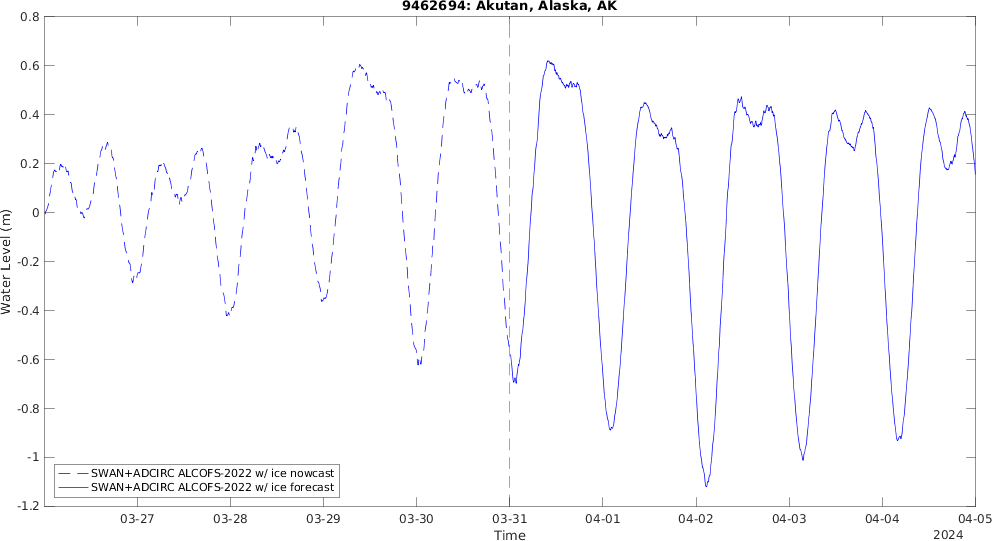 9462694: Akutan, Alaska, AK
0.8
0.6
0.4
0.2
0
-0.2
-0.4
-0.6
-0.8
-1
-1.2
Water Level (m)
SWAN+ADCIRC ALCOFS-2022 w/ ice nowcast
SWAN+ADCIRC ALCOFS-2022 w/ ice forecast
03-27 03-28 03-29 03-30 03-31 04-01 04-02 04-03 04-04 04-05
Time
2024